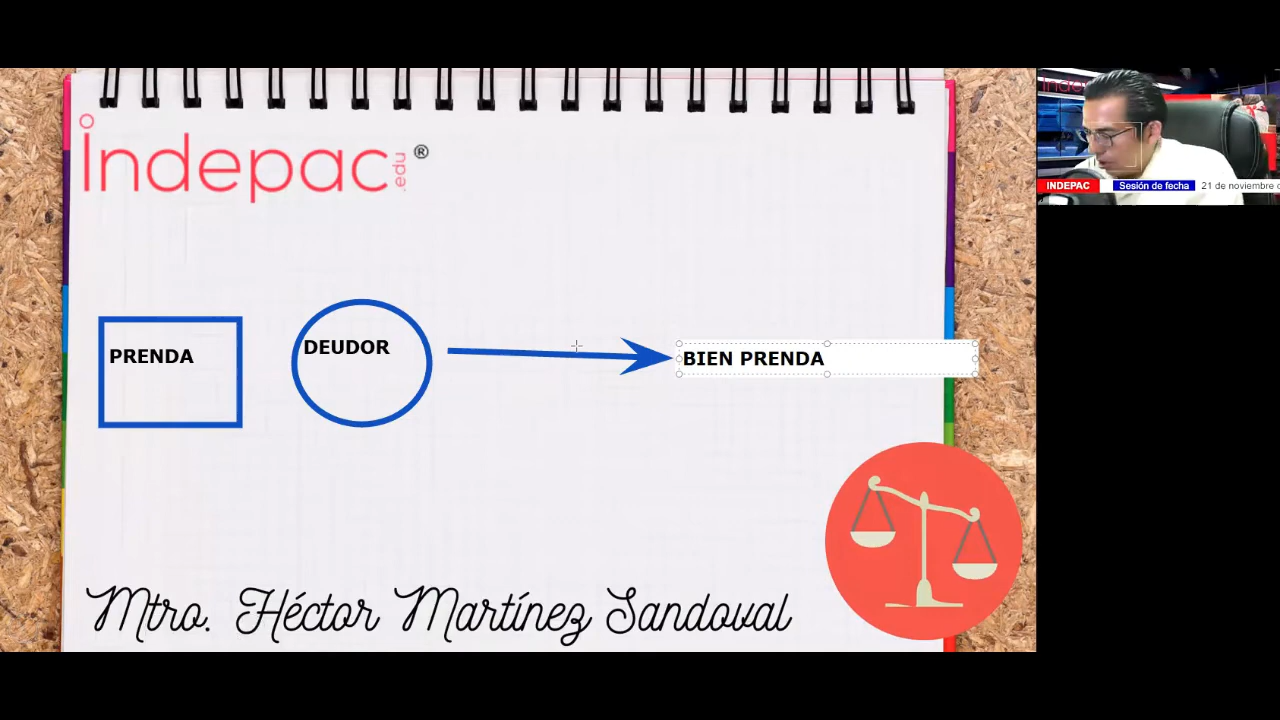 indepac.edu ®
PRENDA
DEUDOR
BIEN PRENDA
Mtro. Héctor Martínez Sandoval
INDEPAC Sesión de fecha 21 de noviembre